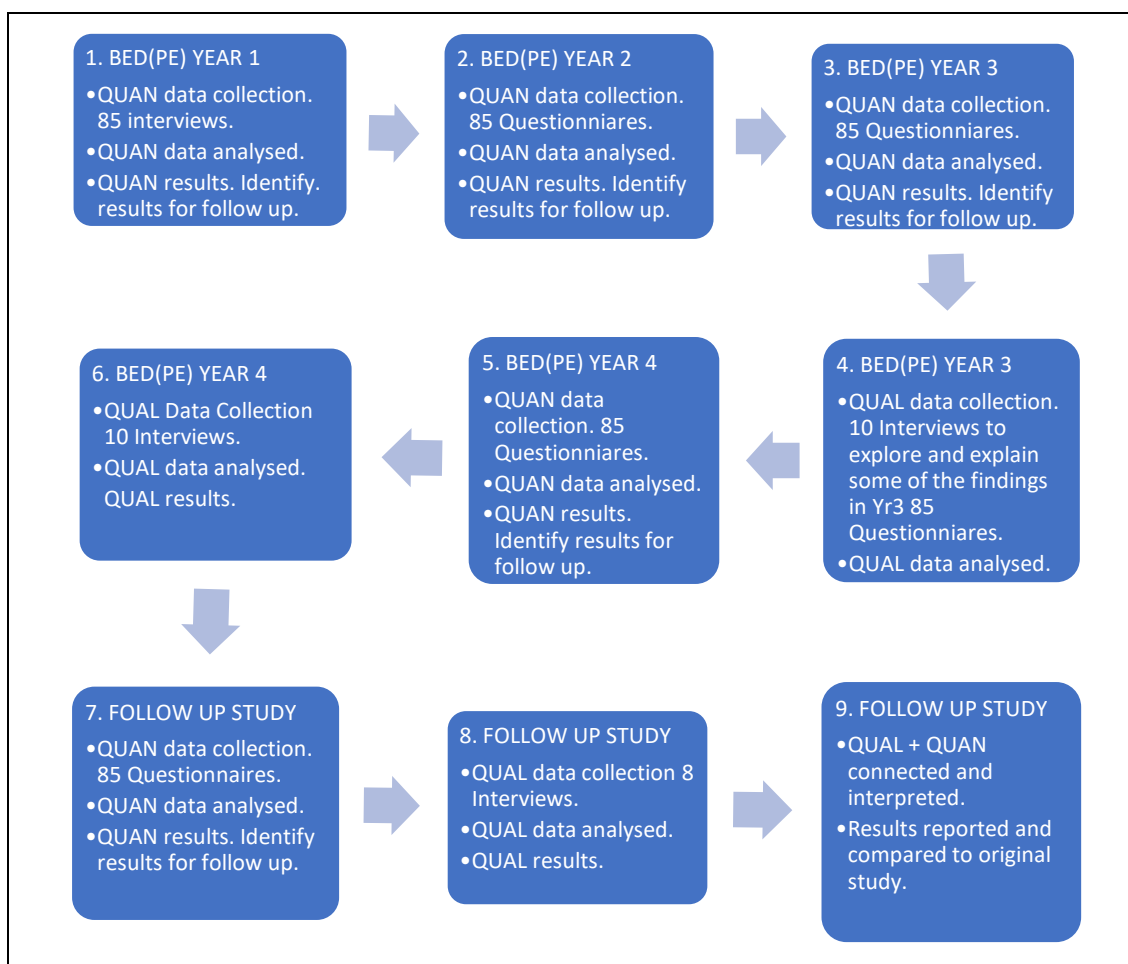 1. BED(PE) YEAR 1
•QUAN data collection.
85 interviews.
•QUAN data analysed.
•QUAN results. Identify.
results for follow up.
2. BED(PE) YEAR 2
•QUAN data collection.
85 Questionniares.
•QUAN data analysed.
•QUAN results. Identify
results for follow up.
3. BED(PE) YEAR 3
•QUAN data collection.
85 Questionniares.
•QUAN data analysed.
•QUAN results. Identify
results for follow up.
4. BED(PE) YEAR 3
•QUAL data collection.
10 Interviews to
explore and explain
some of the findings
in Yr3 85
Questionniares.
•QUAL data analysed.
5. BED(PE) YEAR 4
•QUAN data
collection. 85
Questionniares.
•QUAN data analysed.
•QUAN results.
Identify results for
follow up.
6. BED(PE) YEAR 4
•QUAL Data Collection
10 Interviews.
•QUAL data analysed.
QUAL results.
7. FOLLOW UP STUDY
•QUAN data collection.
85 Questionnaires.
•QUAN data analysed.
•QUAN results. Identify
results for follow up.
8. FOLLOW UP STUDY
•QUAL data collection 8
Interviews.
•QUAL data analysed.
•QUAL results.
9. FOLLOW UP STUDY
•QUAL + QUAN
connected and
interpreted.
•Results reported and
compared to original
study.